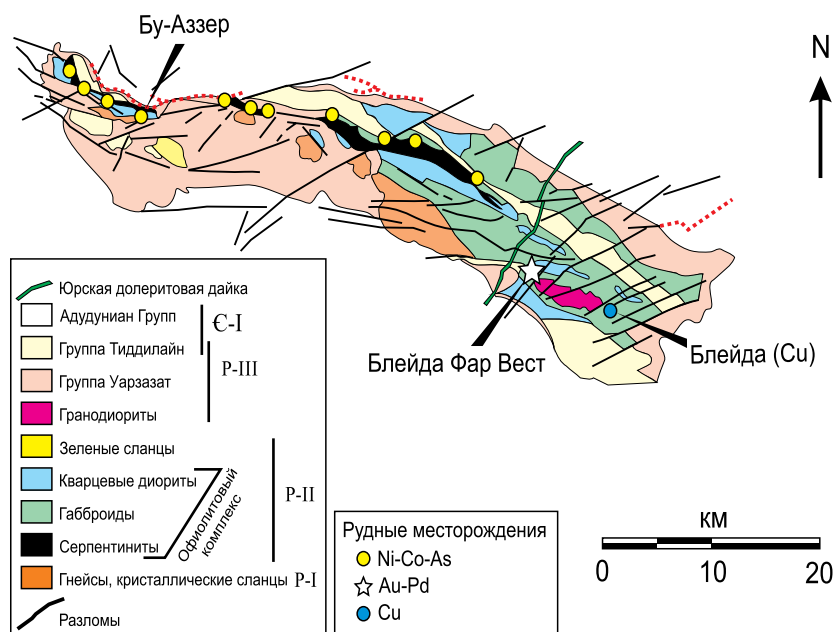 Бу-Аззер
N
Блейда Фар Вест
Блейда (Cu)
Юрская долеритовая дайка
Адудуниан Групп
Є-I
Группа Тиддилайн
Группа Уарзазат
P-III
Гранодиориты
Зеленые сланцы
Кварцевые диориты
P-II
Габброиды
Серпентиниты
Офиолитовый
комплекс
Гнейсы, кристаллические сланцы P-I
Разломы
Рудные месторождения
Ni-Co-As
Au-Pd
Cu
км
0 10 20